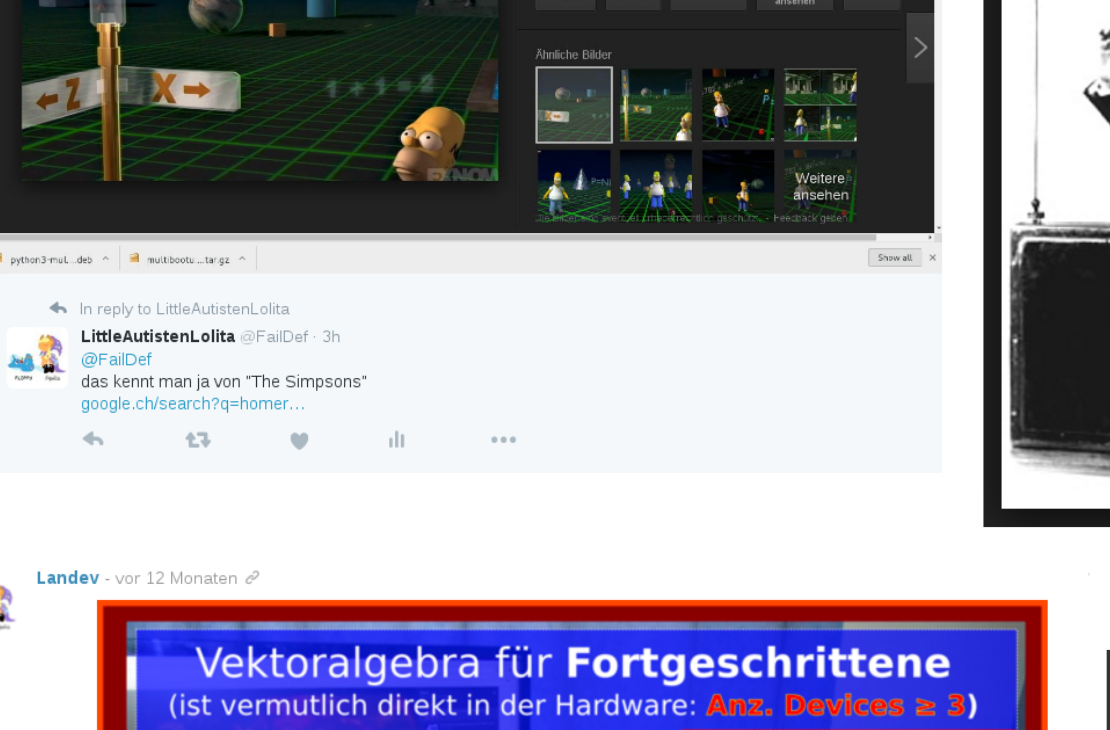 ansehen
Ähnliche Bilder
← Z
X →
1 + 1 = 2
P=N
Weitere
ansehen
Feedback geben
python3-mul...deb
multibootu ...tar.gz
Show all
In reply to LittleAutistenLolita
LittleAutistenLolita @FailDef · 3h
@FailDef
das kennt man ja von "The Simpsons"
google.ch/search?q=homer…
Landev - vor 12 Monaten
Vektoralgebra für Fortgeschrittene
(ist vermutlich direkt in der Hardware: Anz. Devices ≥ 3)